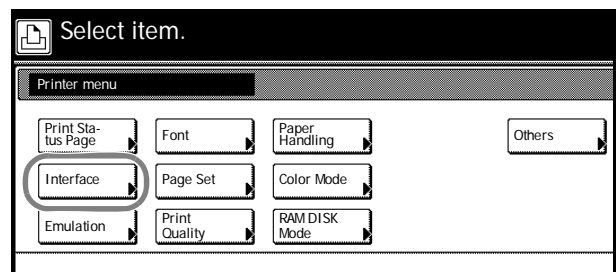 Select item.
Printer menu
Print Sta-
tus Page
Font
Paper
Handling
Others
Interface
Page Set
Color Mode
Emulation
Print
Quality
RAM DISK
Mode